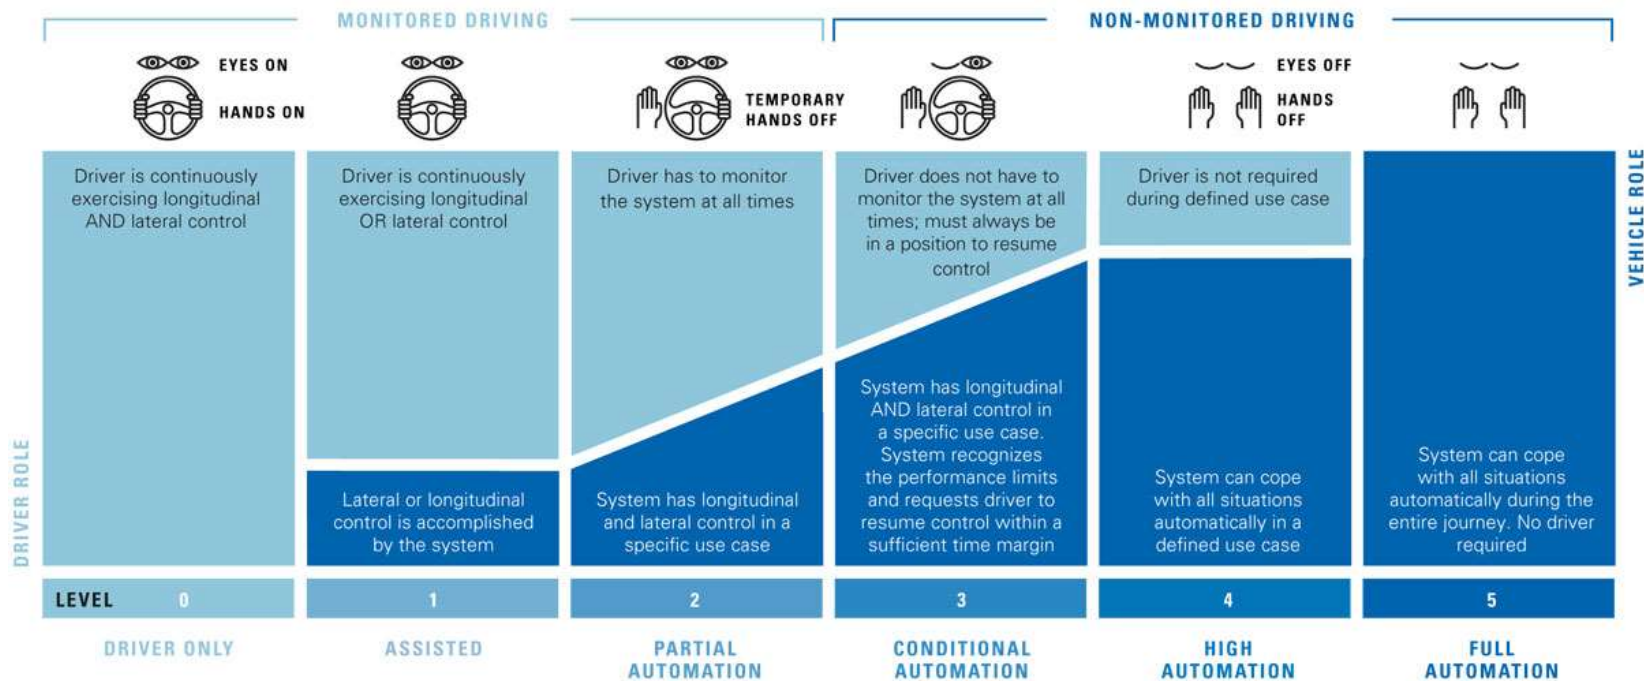 MONITORED DRIVING
NON-MONITORED DRIVING
EYES ON
HANDS ON
TEMPORARY
HANDS OFF
EYES OFF
HANDS
OFF
Driver is continuously
exercising longitudinal
AND lateral control
Driver is continuously
exercising longitudinal
OR lateral control
Driver has to monitor
the system at all times
Driver does not have to
monitor the system at all
times; must always be
in a position to resume
control
Driver is not required
during defined use case
VEHICLE ROLE
DRIVER ROLE
Lateral or longitudinal
control is accomplished
by the system
System has longitudinal
and lateral control in a
specific use case
System has longitudinal
AND lateral control in
a specific use case.
System recognizes
the performance limits
and requests driver to
resume control within a
sufficient time margin
System can cope
with all situations
automatically in a
defined use case
System can cope
with all situations
automatically during the
entire journey. No driver
required
LEVEL 0 1 2 3 4 5
DRIVER ONLY
ASSISTED
PARTIAL
AUTOMATION
CONDITIONAL
AUTOMATION
HIGH
AUTOMATION
FULL
AUTOMATION